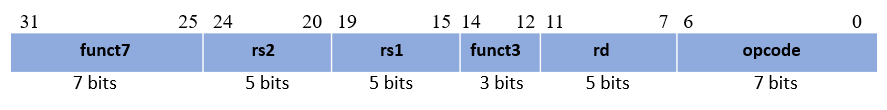 31 25 24 20 19 15 14 12 11 7 6 0
funct7 rs2 rs1 funct3 rd opcode
7 bits 5 bits 5 bits 3 bits 5 bits 7 bits